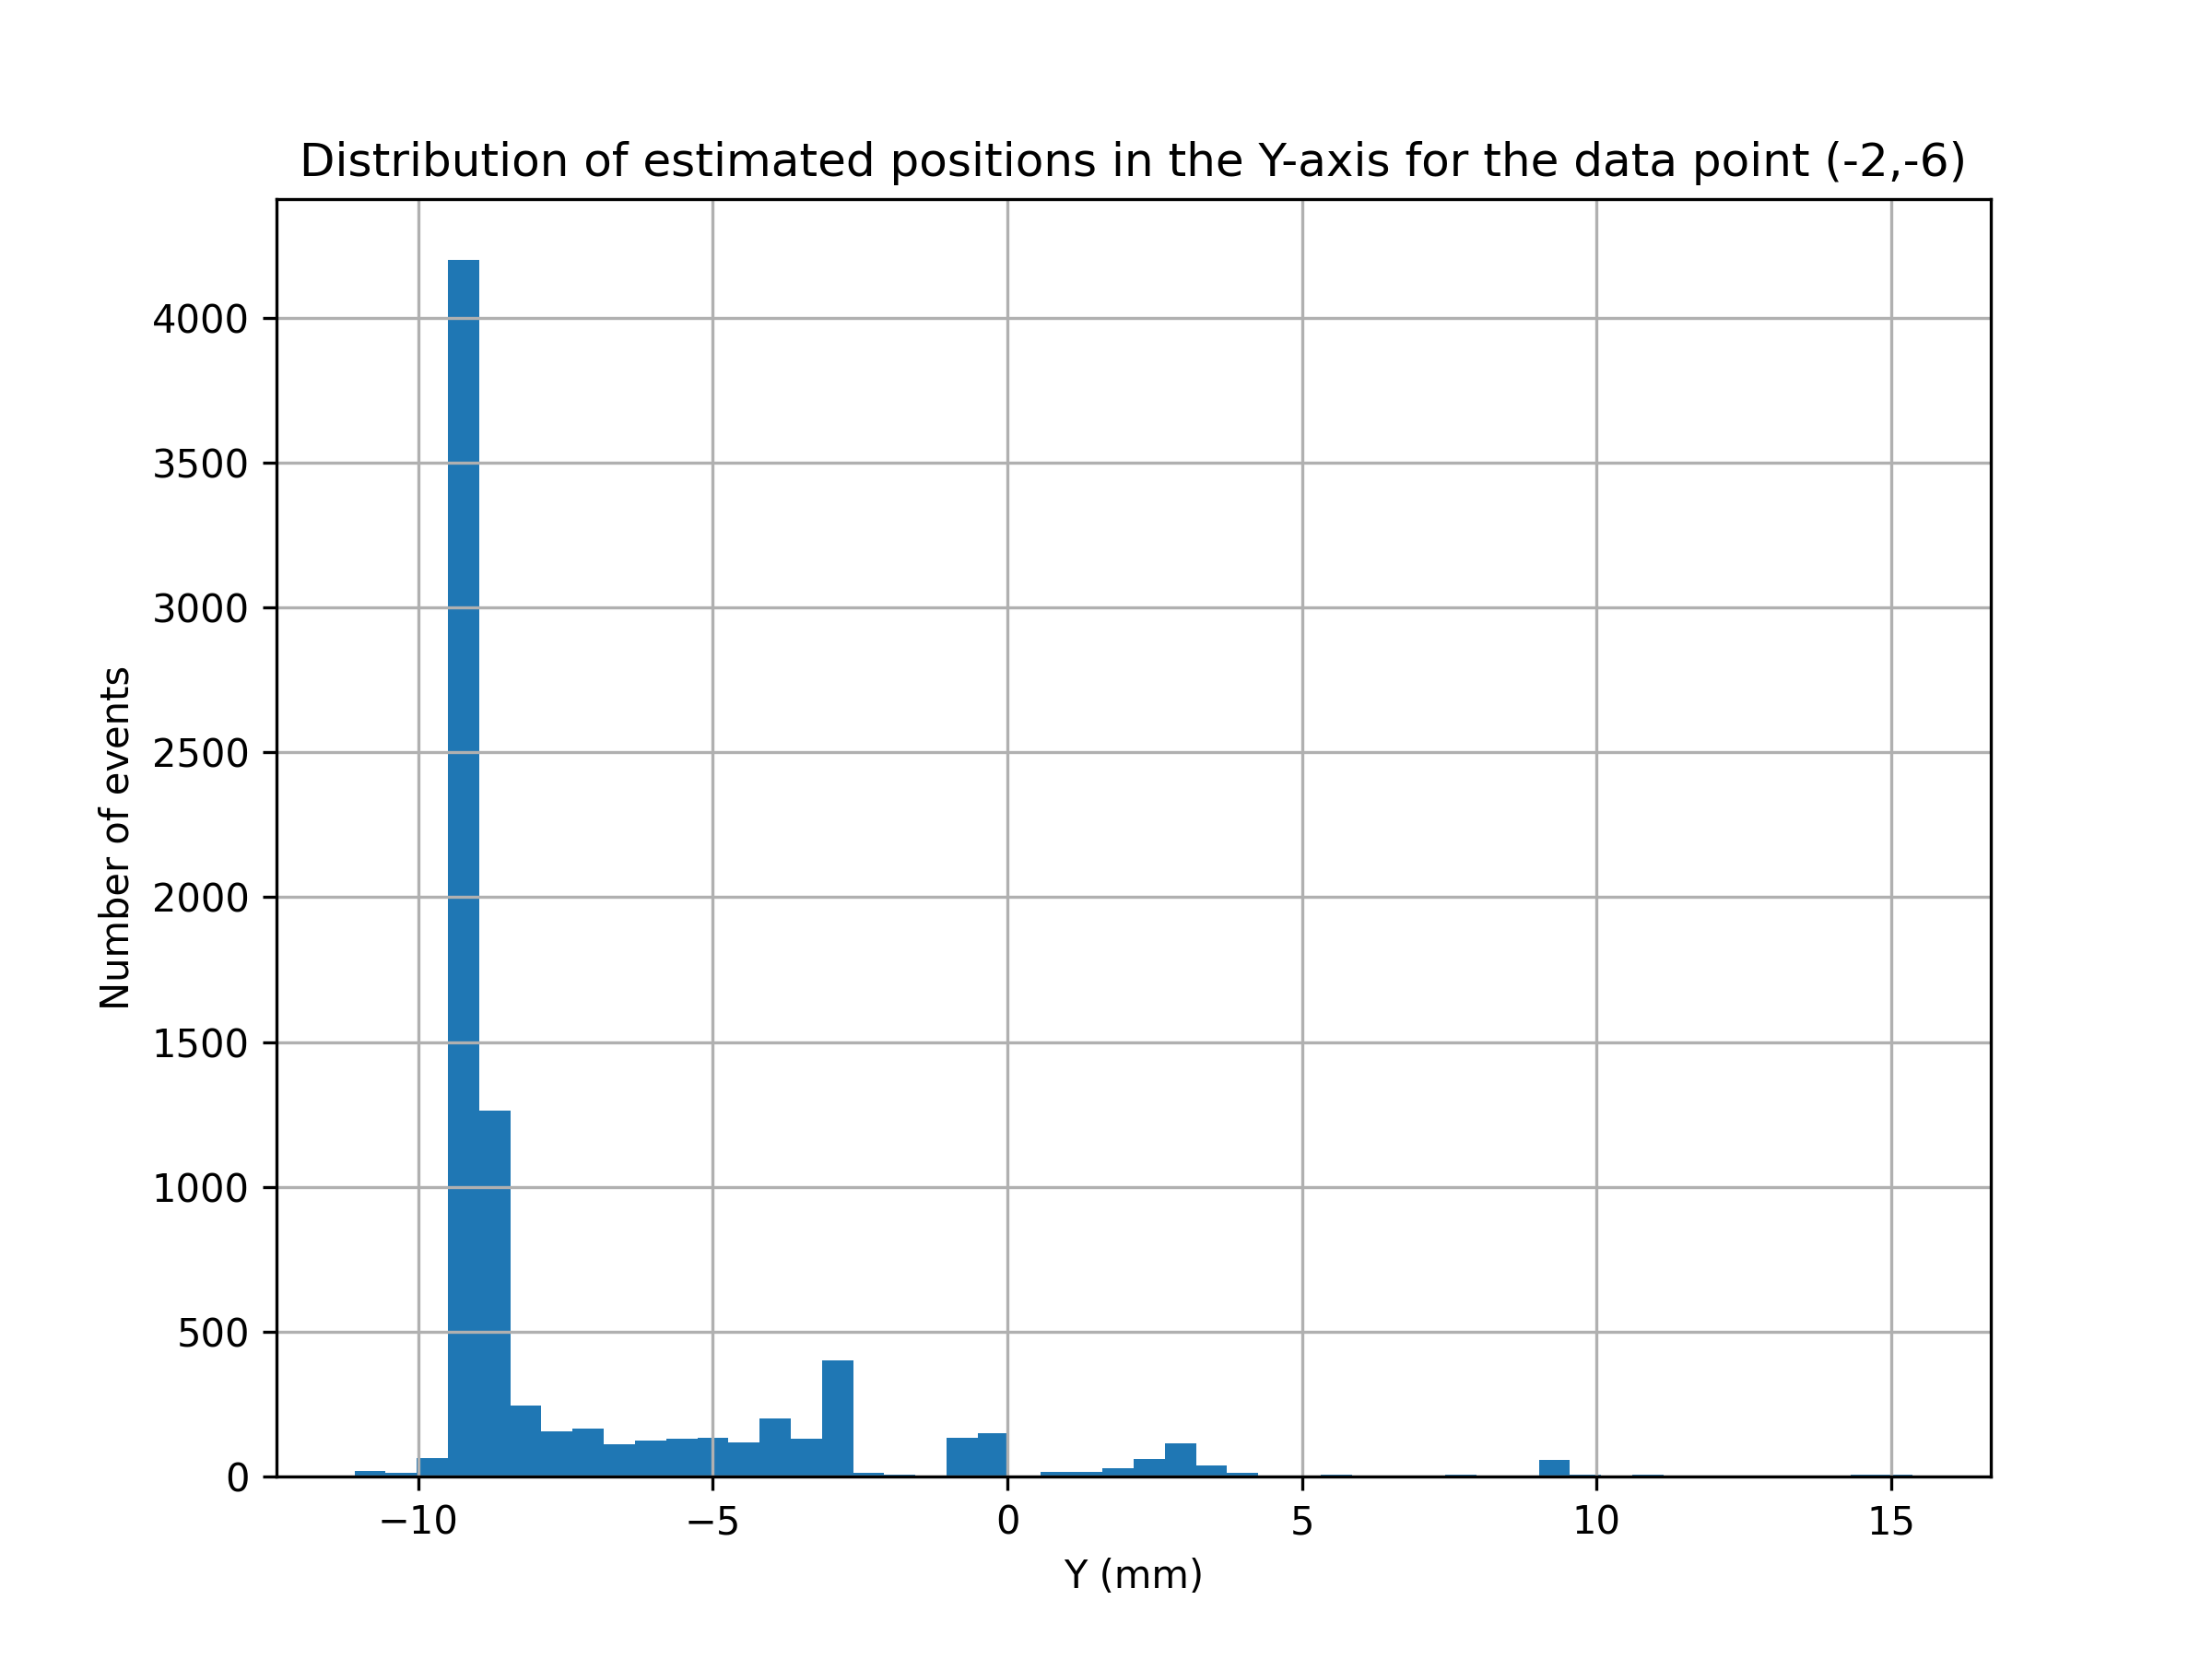 Distribution of estimated positions in the Y-axis for the data point (-2,-6)
4000
3500
3000
2500
2000
1500
1000
500
0
Number of events
−10 −5 0 5 10 15
Y (mm)